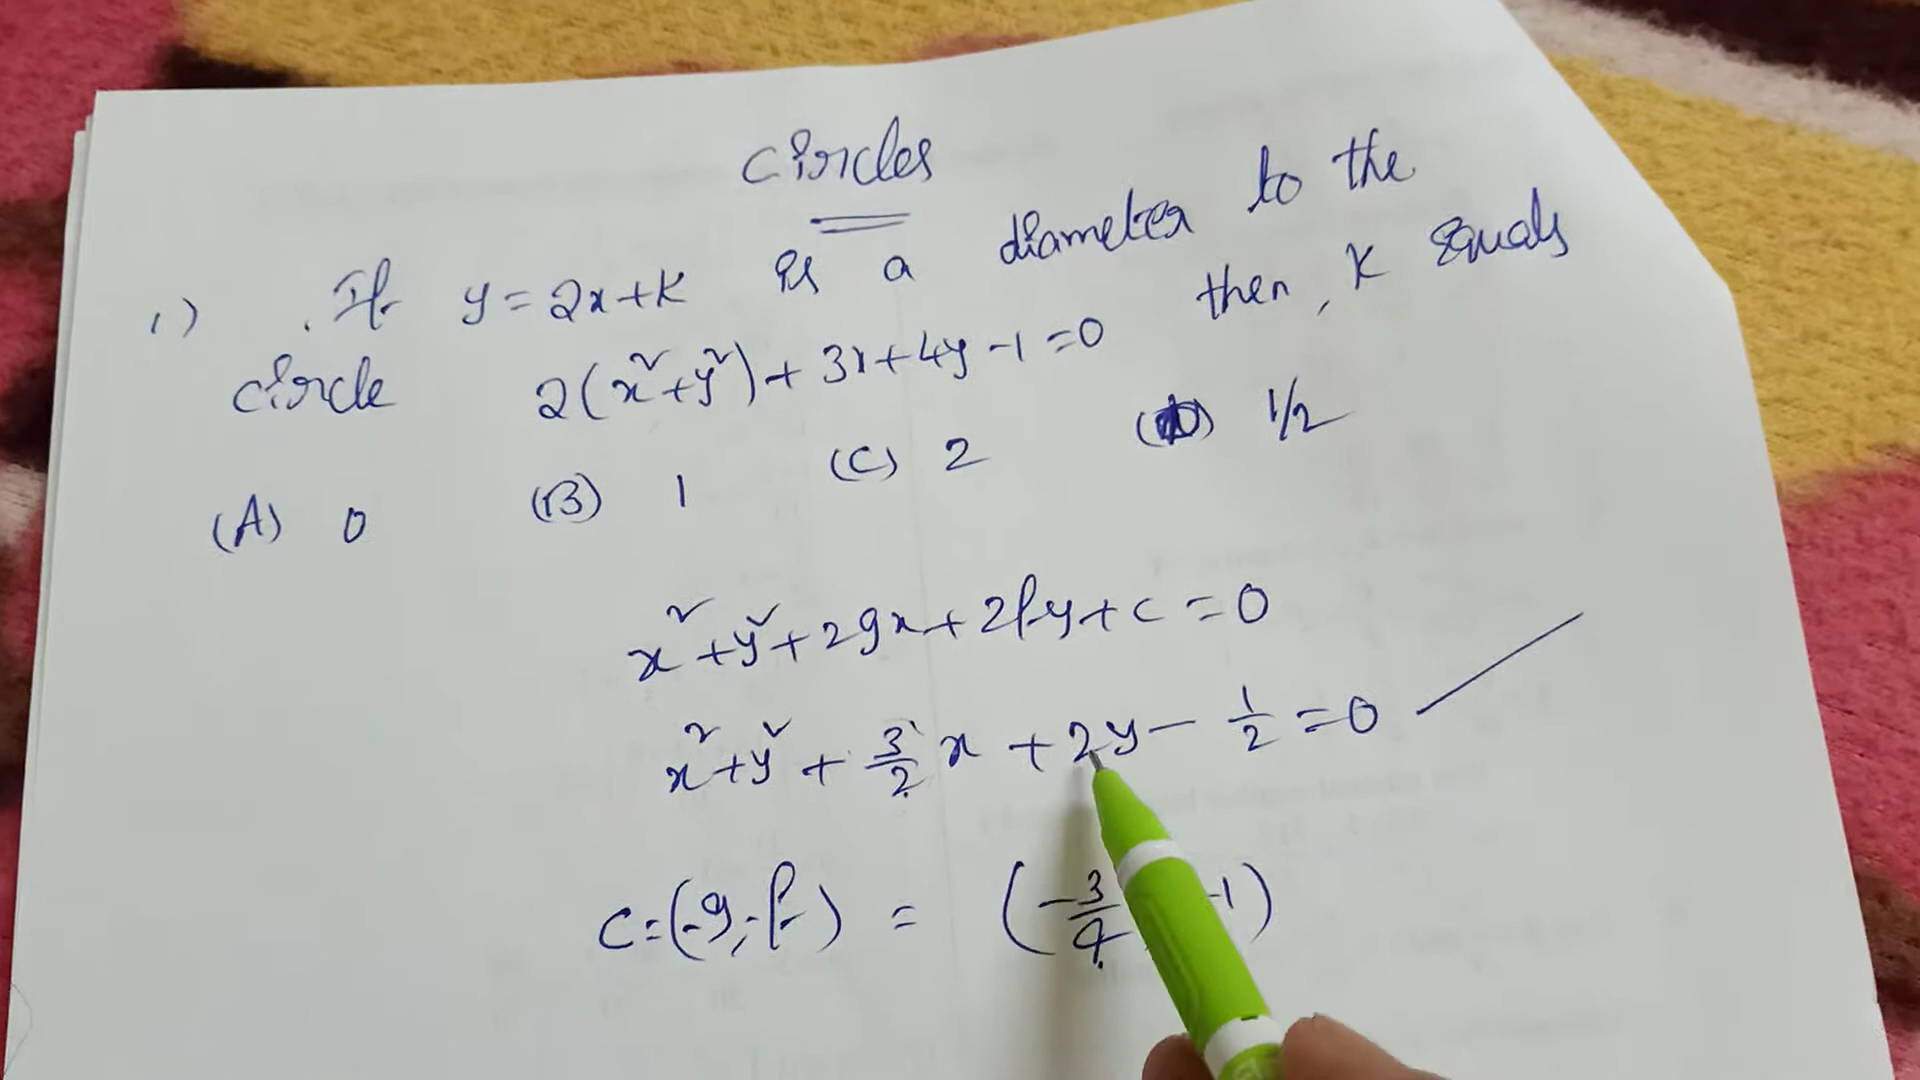 Circles
1) If y = 2x+k is a diameter to the
circle 2(x²+y²)+3x+4y-1=0 then, k equals
(A) 0 (B) 1 (C) 2 (D) 1/2
x²+y²+2gx+2fy+c=0
x²+y²+3/2x+2y-1/2=0
C=(-g,-f) = (-3/4, -1)